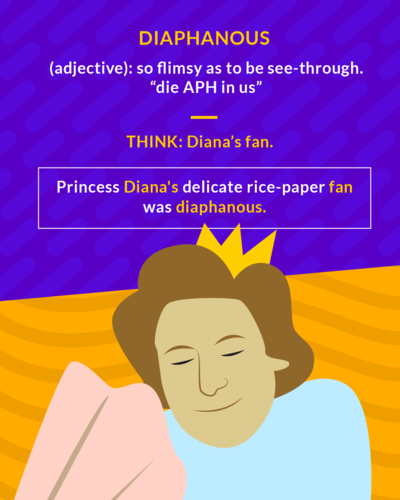 DIAPHANOUS
(adjective): so flimsy as to be see-through.
“die APH in us”
THINK: Diana’s fan.
Princess Diana's delicate rice-paper fan
was diaphanous.